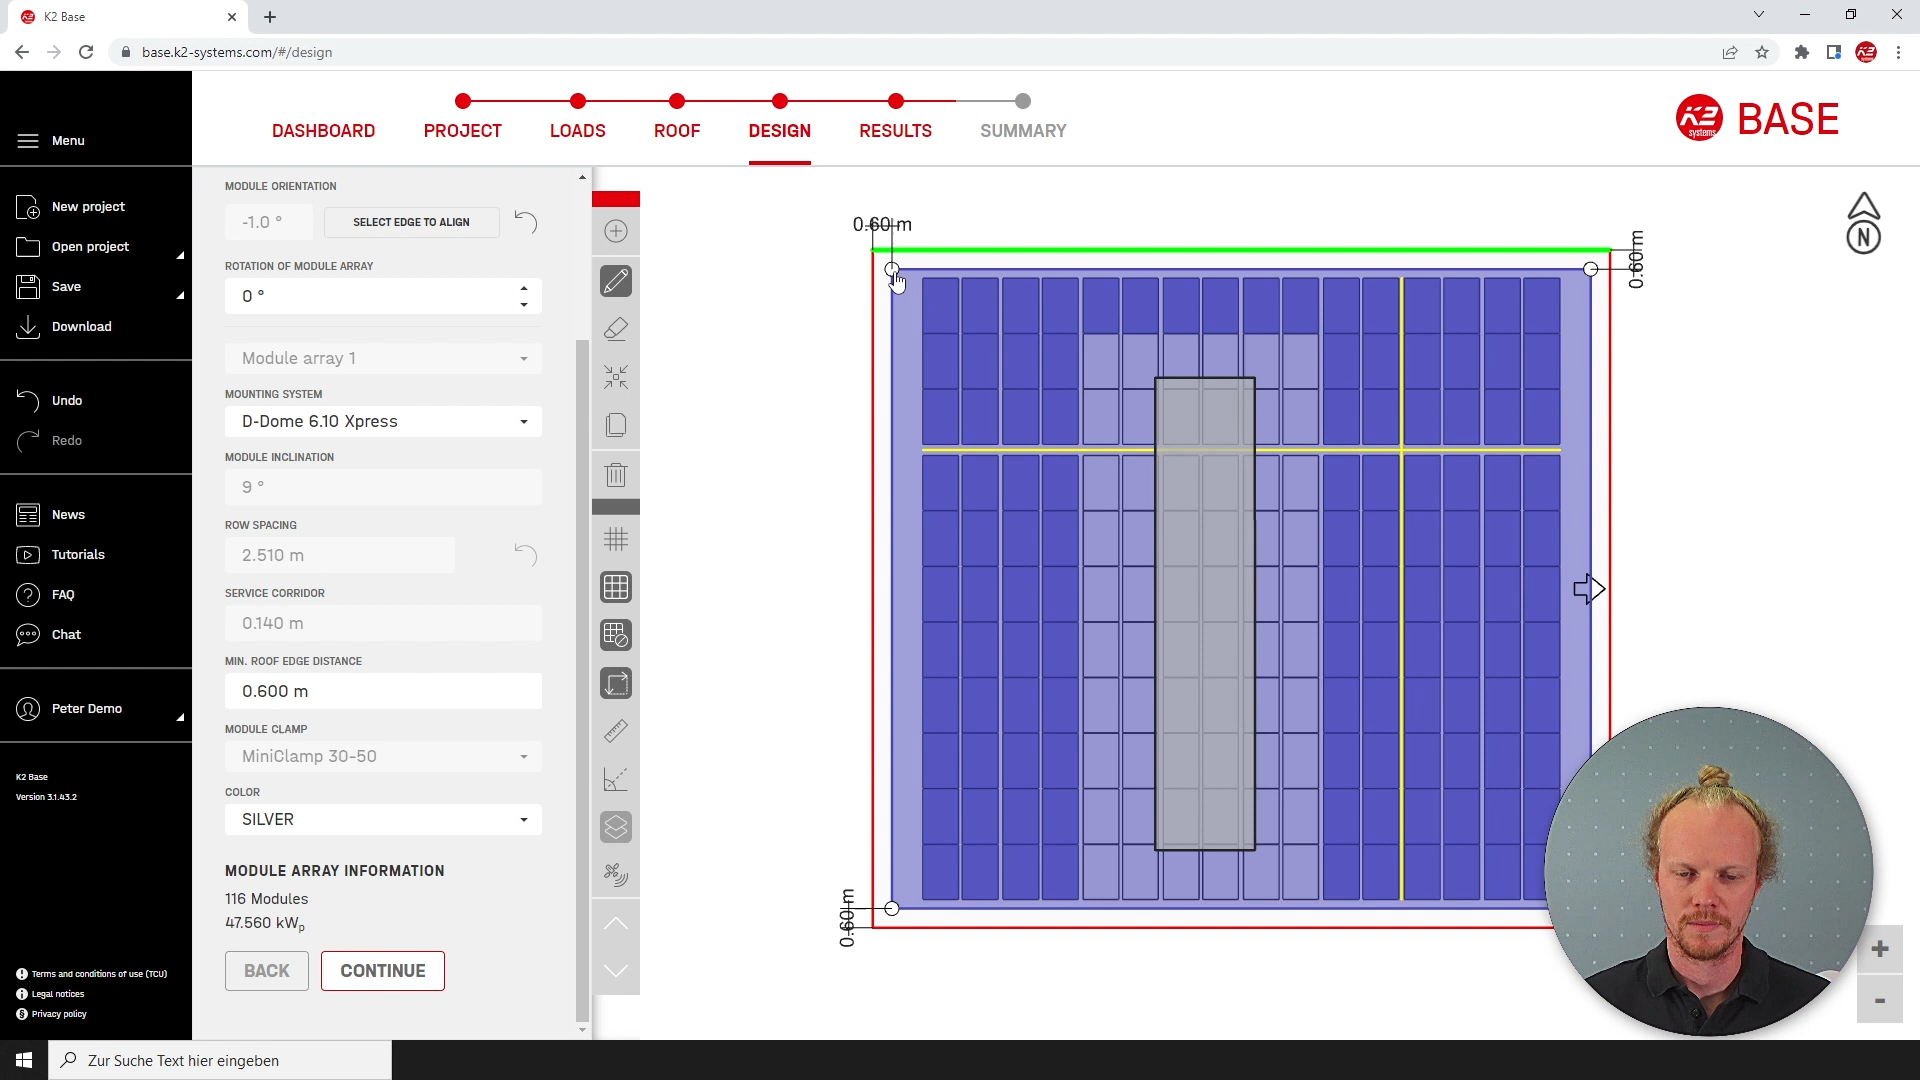 K2 Base
base.k2-systems.com/#/design
Menu
New project
Open project
Save
Download
Undo
Redo
News
Tutorials
FAQ
Chat
Peter Demo
K2 Base
Version 3.1.43.2
Terms and conditions of use (TCU)
Legal notices
Privacy policy
DASHBOARD
PROJECT
LOADS
ROOF
DESIGN
RESULTS
SUMMARY
K2 systems BASE
MODULE ORIENTATION
-1.0 °
SELECT EDGE TO ALIGN
ROTATION OF MODULE ARRAY
0 °
Module array 1
MOUNTING SYSTEM
D-Dome 6.10 Xpress
MODULE INCLINATION
9 °
ROW SPACING
2.510 m
SERVICE CORRIDOR
0.140 m
MIN. ROOF EDGE DISTANCE
0.600 m
MODULE CLAMP
MiniClamp 30-50
COLOR
SILVER
MODULE ARRAY INFORMATION
116 Modules
47.560 kWp
BACK
CONTINUE
0.60 m
0.60 m
0.60 m
N
+
-
Zur Suche Text hier eingeben